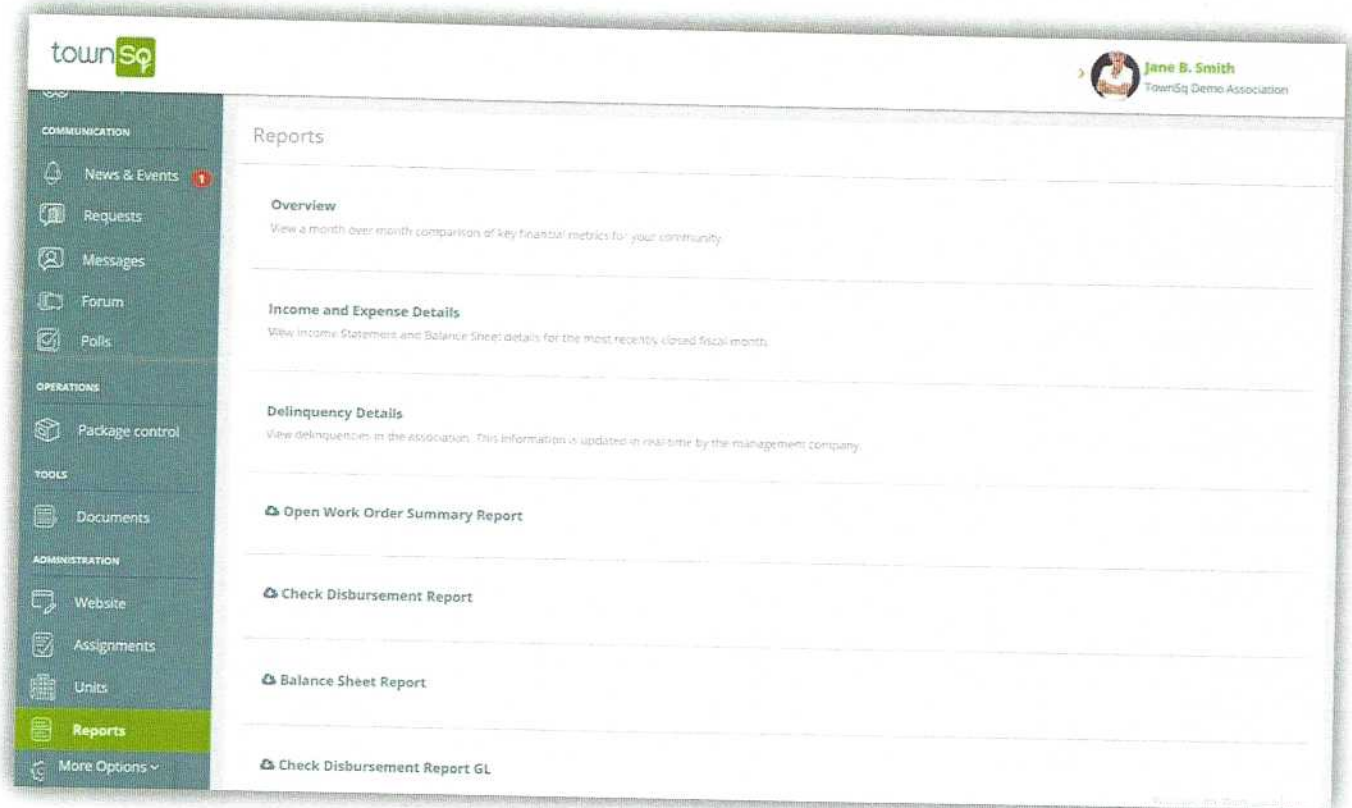 townSq
Jane B. Smith
TownSq Demo Association
COMMUNICATION
News & Events 1
Requests
Messages
Forum
Polls
OPERATIONS
Package control
TOOLS
Documents
ADMINISTRATION
Website
Assignments
Units
Reports
More Options
Reports
Overview
View a month over month comparison of key financial metrics for your community.
Income and Expense Details
View Income Statement and Balance Sheet details for the most recently closed fiscal month.
Delinquency Details
View delinquencies in the association. This information is updated in real-time by the management company.
Open Work Order Summary Report
Check Disbursement Report
Balance Sheet Report
Check Disbursement Report GL